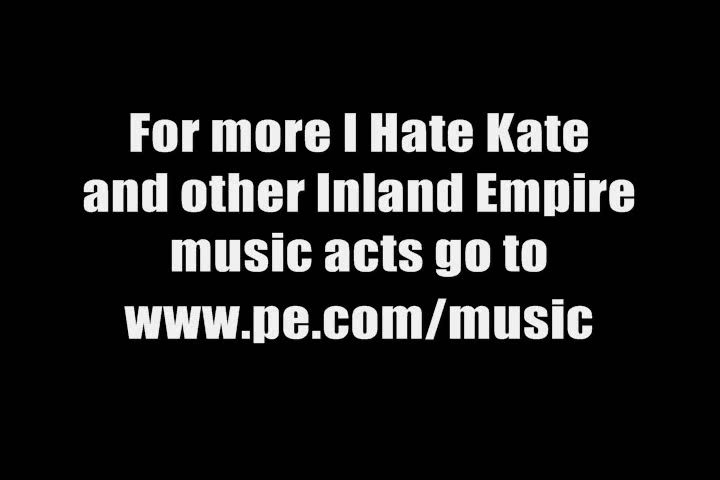 For more I Hate Kate
and other Inland Empire
music acts go to
www.pe.com/music